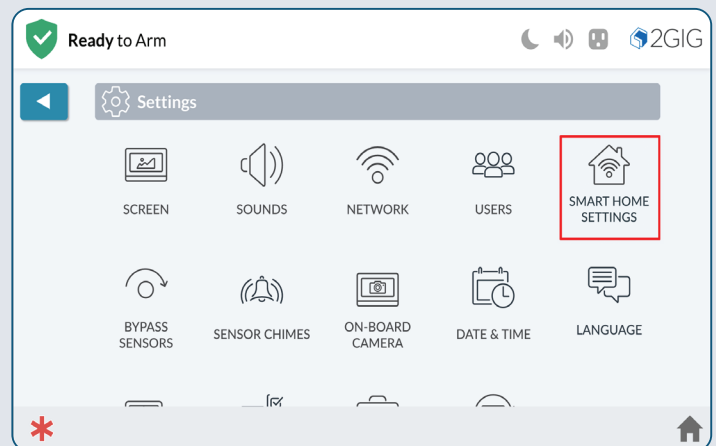 Ready to Arm
2GIG
Settings
SCREEN
SOUNDS
NETWORK
USERS
SMART HOME
SETTINGS
BYPASS
SENSORS
SENSOR CHIMES
ON-BOARD
CAMERA
DATE & TIME
LANGUAGE